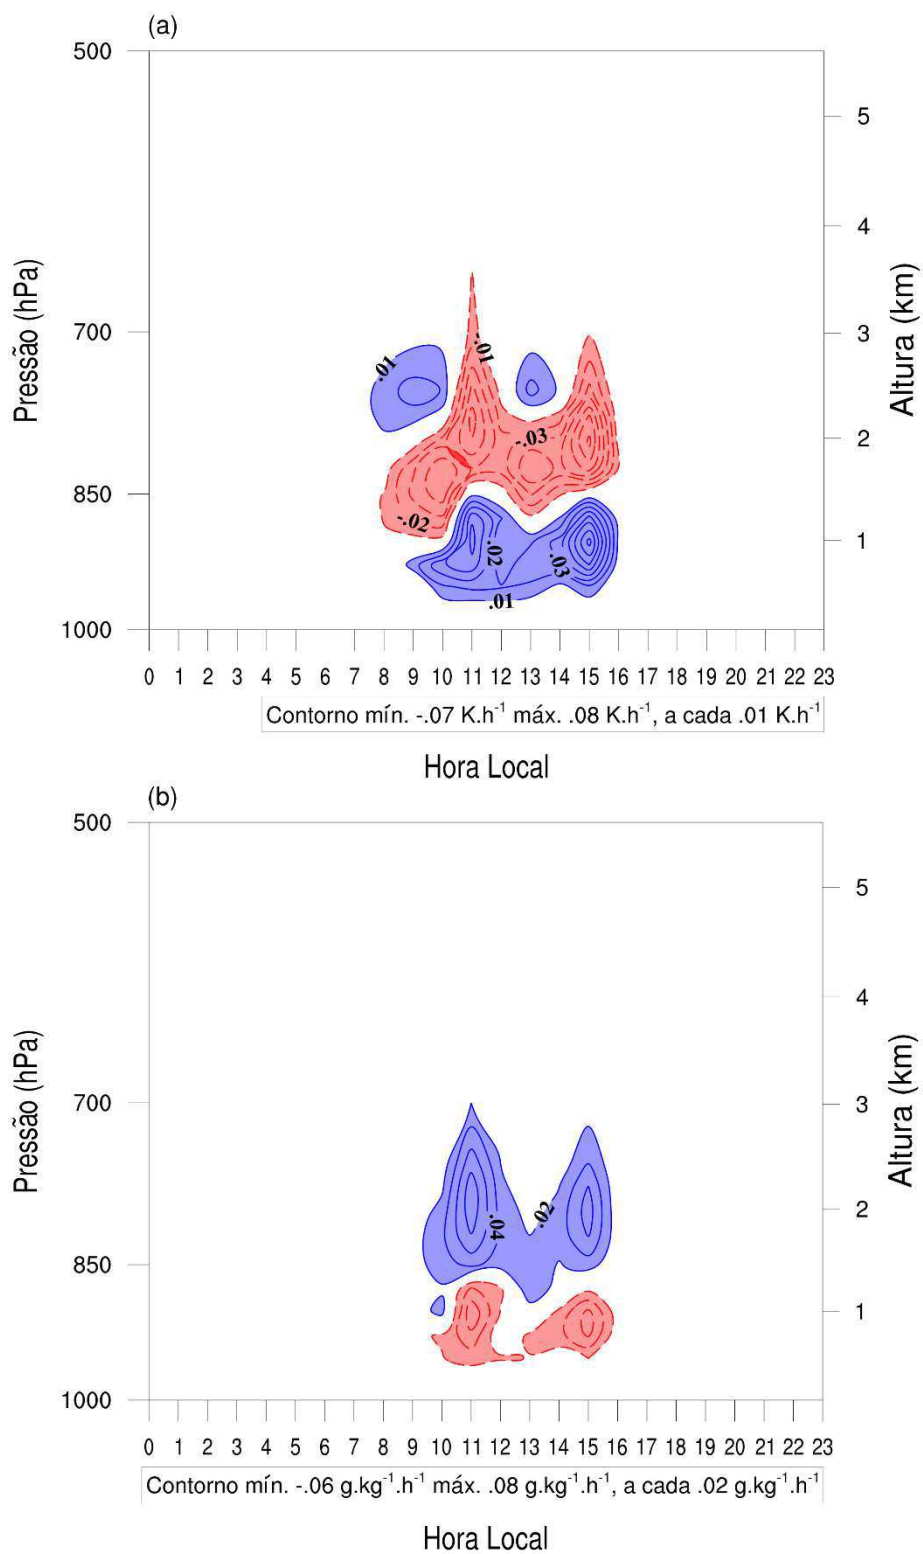 (a)
500
5
4
Pressão (hPa)
Altura (km)
700
3
.01
-.01
-.03
2
850
-.02
.02
.03
1
.01
1000
0 1 2 3 4 5 6 7 8 9 10 11 12 13 14 15 16 17 18 19 20 21 22 23
Contorno mín. -.07 K.h⁻¹ máx. .08 K.h⁻¹, a cada .01 K.h⁻¹
Hora Local
(b)
500
5
4
Pressão (hPa)
Altura (km)
700
3
.04
.02
2
850
1
1000
0 1 2 3 4 5 6 7 8 9 10 11 12 13 14 15 16 17 18 19 20 21 22 23
Contorno mín. -.06 g.kg⁻¹.h⁻¹ máx. .08 g.kg⁻¹.h⁻¹, a cada .02 g.kg⁻¹.h⁻¹
Hora Local